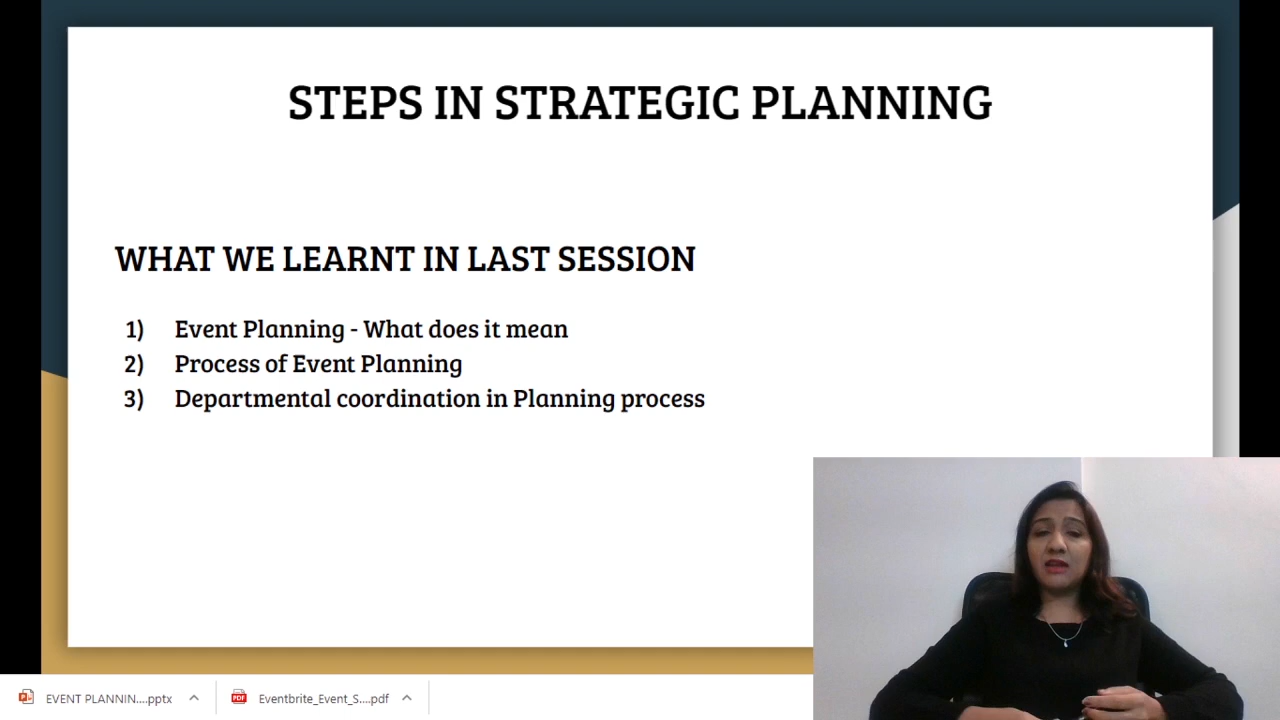 STEPS IN STRATEGIC PLANNING
WHAT WE LEARNT IN LAST SESSION
1) Event Planning - What does it mean
2) Process of Event Planning
3) Departmental coordination in Planning process
EVENT PLANNIN....pptx
PDF
Eventbrite_Event_S....pdf